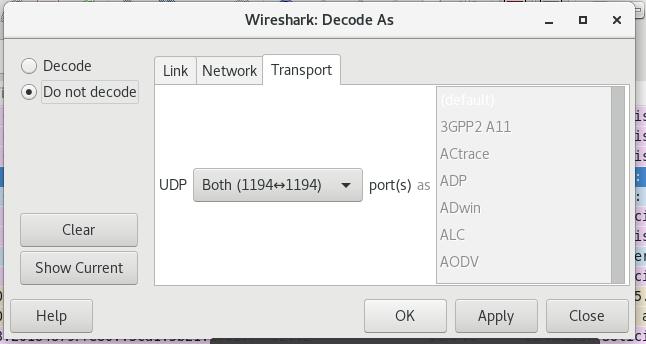 Wireshark: Decode As
Decode
Do not decode
Link Network Transport
(default)
3GPP2 A11
ACtrace
ADP
ADwin
ALC
AODV
UDP Both (1194↔1194) port(s) as
Clear
Show Current
Help OK Apply Close